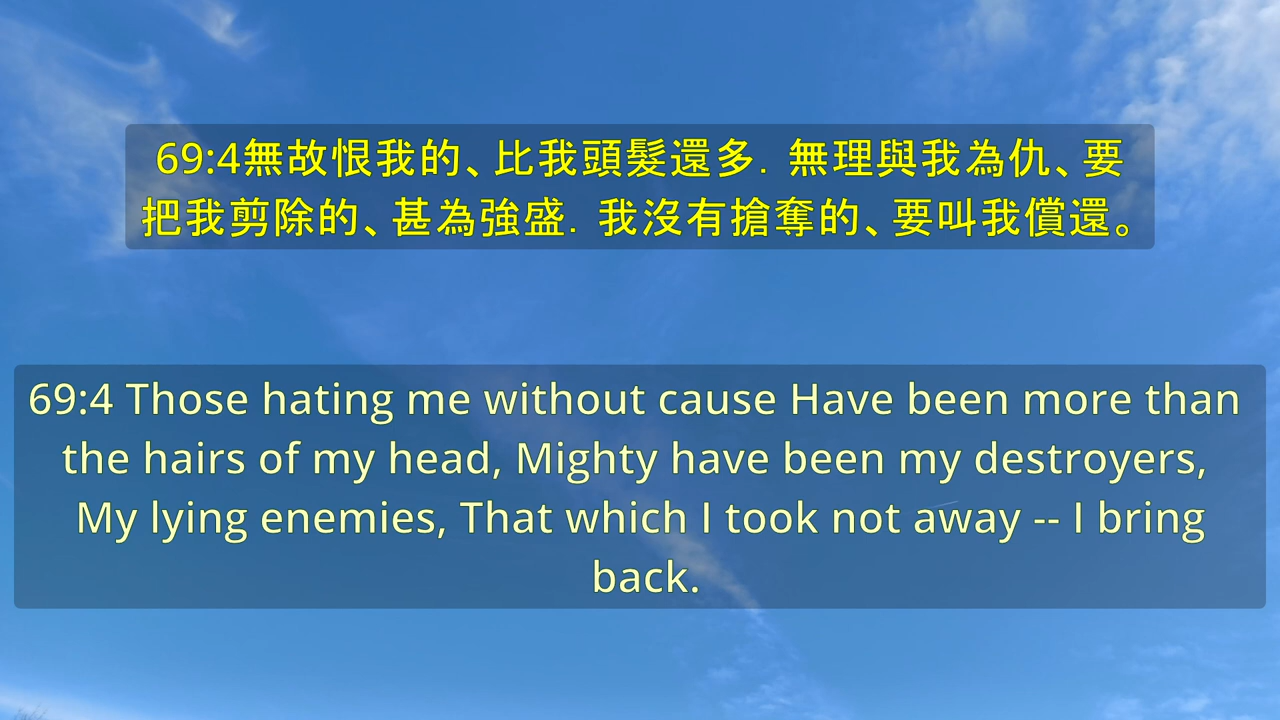 69:4無故恨我的、比我頭髮還多．無理與我為仇、要
把我剪除的、甚為強盛．我沒有搶奪的、要叫我償還。
69:4 Those hating me without cause Have been more than
the hairs of my head, Mighty have been my destroyers,
My lying enemies, That which I took not away -- I bring
back.